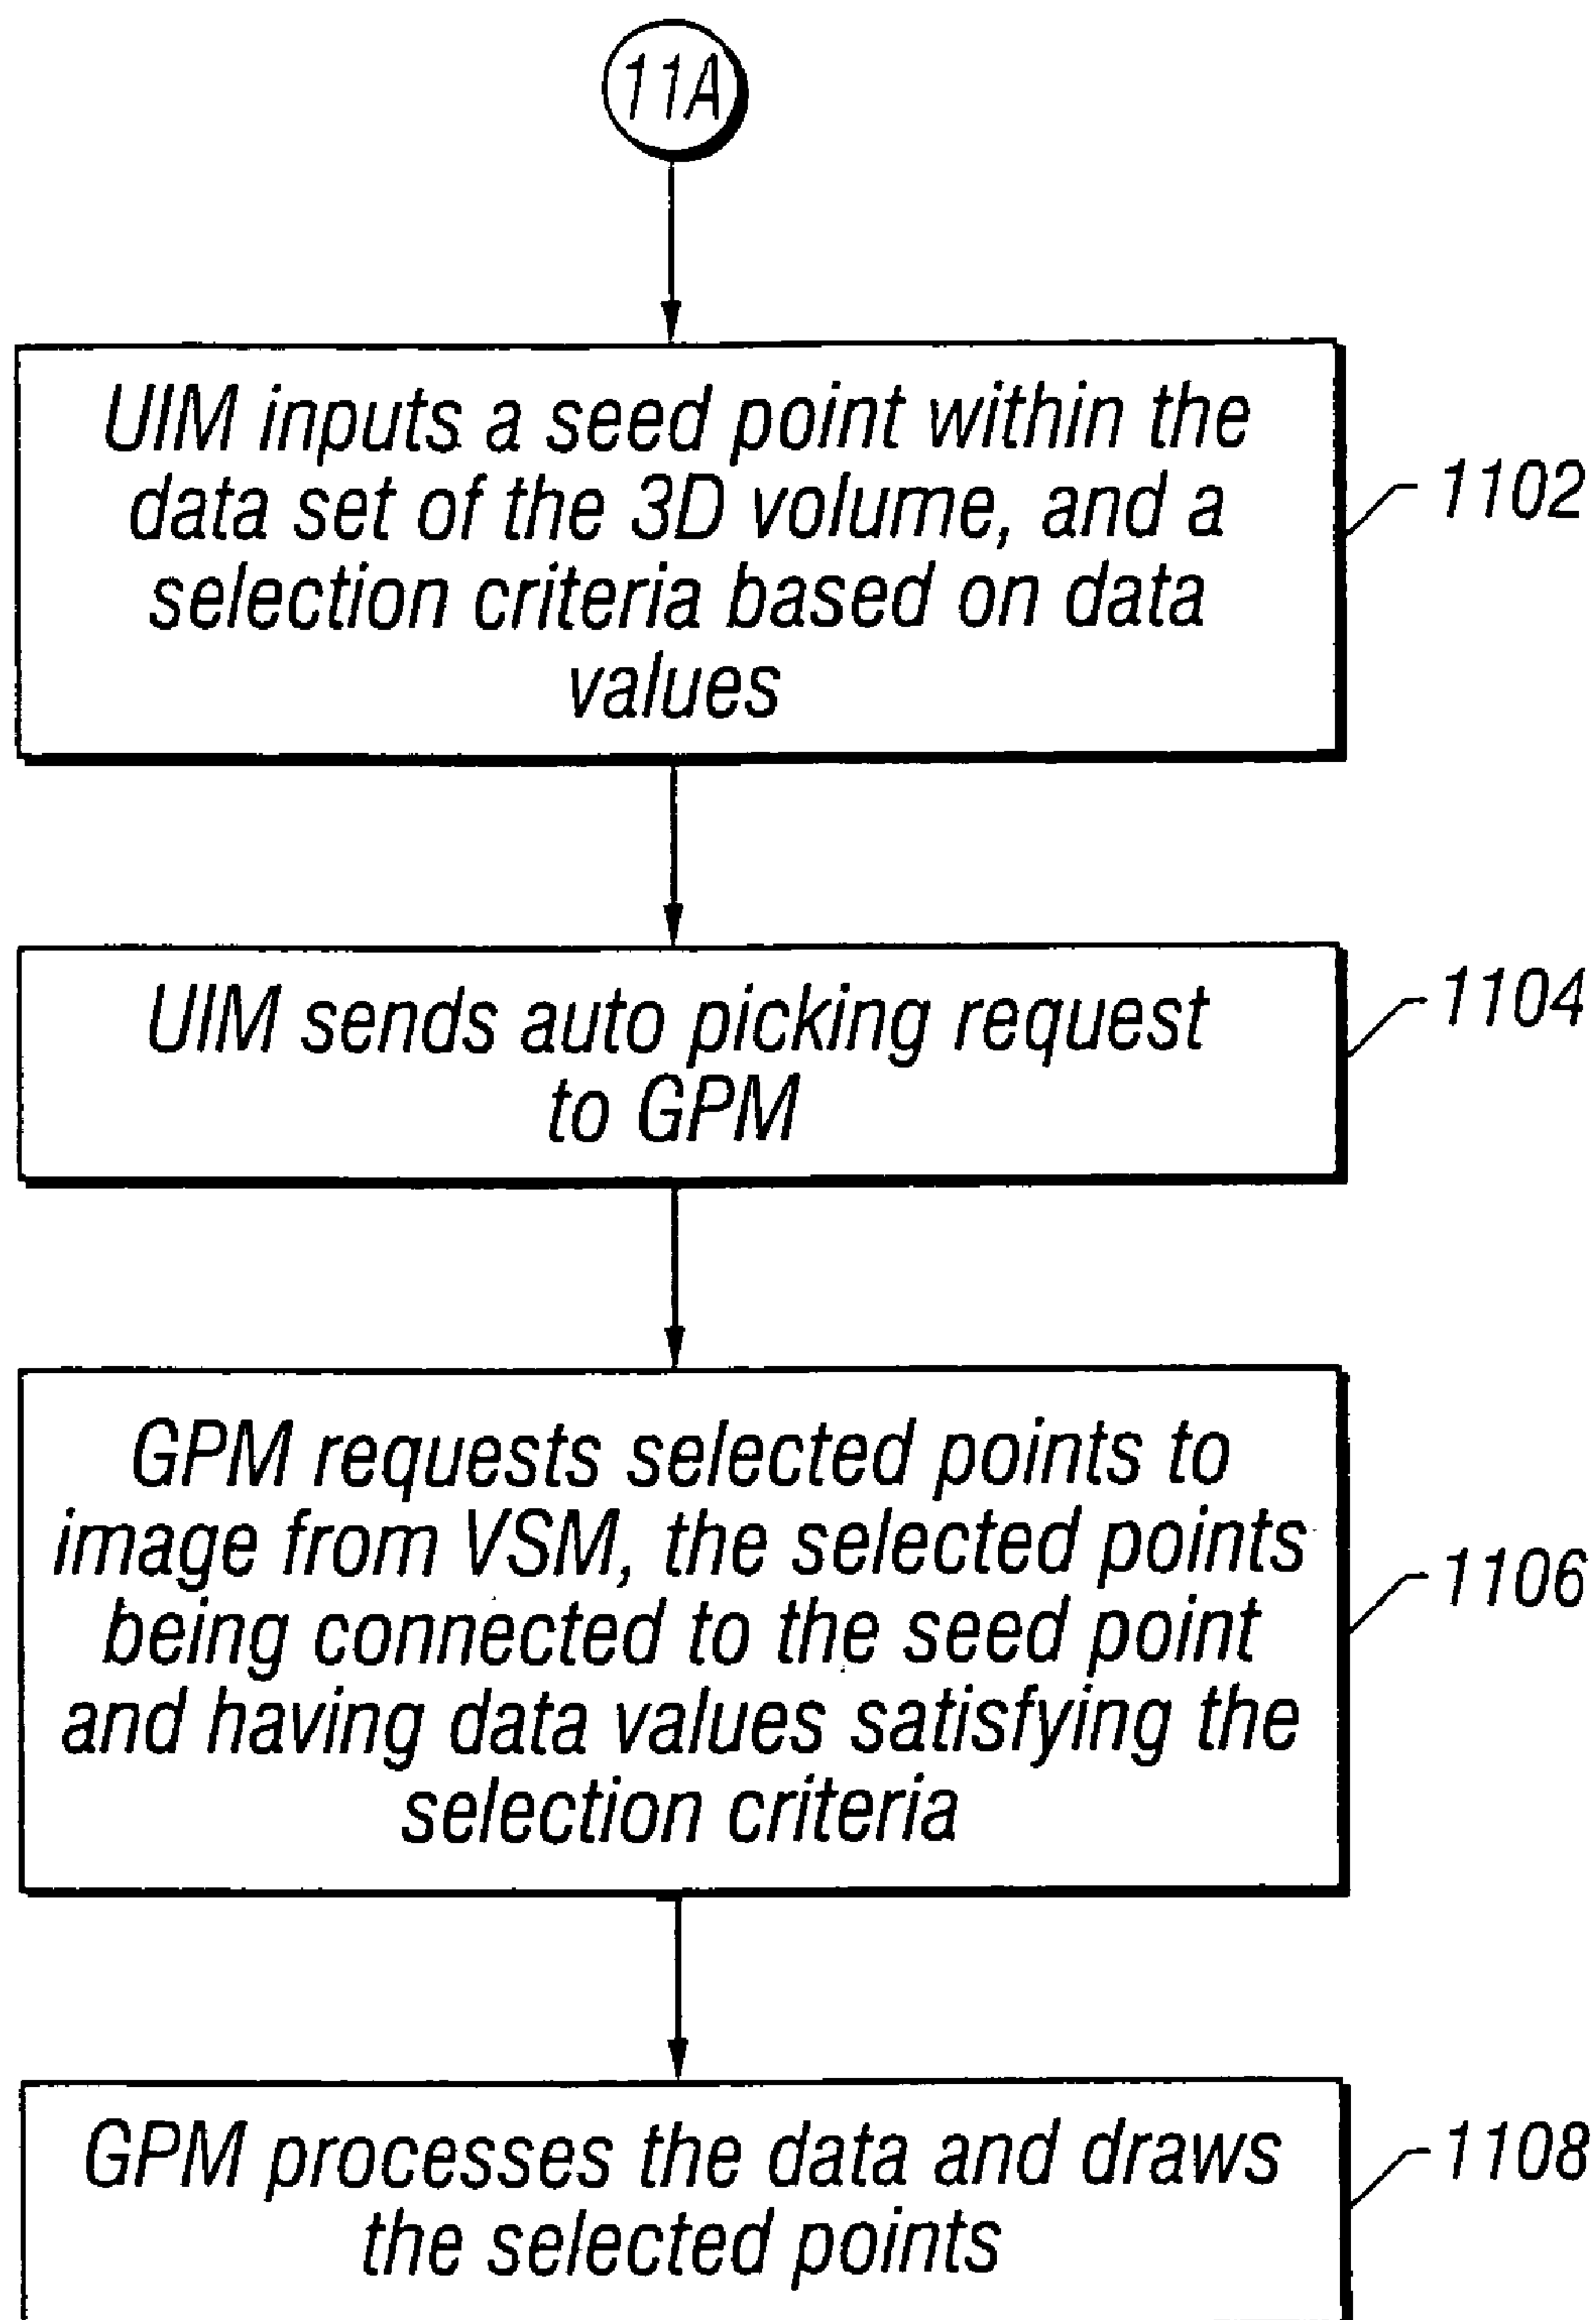 11A
UIM inputs a seed point within the
data set of the 3D volume, and a
selection criteria based on data
values
1102
UIM sends auto picking request
to GPM
1104
GPM requests selected points to
image from VSM, the selected points
being connected to the seed point
and having data values satisfying the
selection criteria
1106
GPM processes the data and draws
the selected points
1108